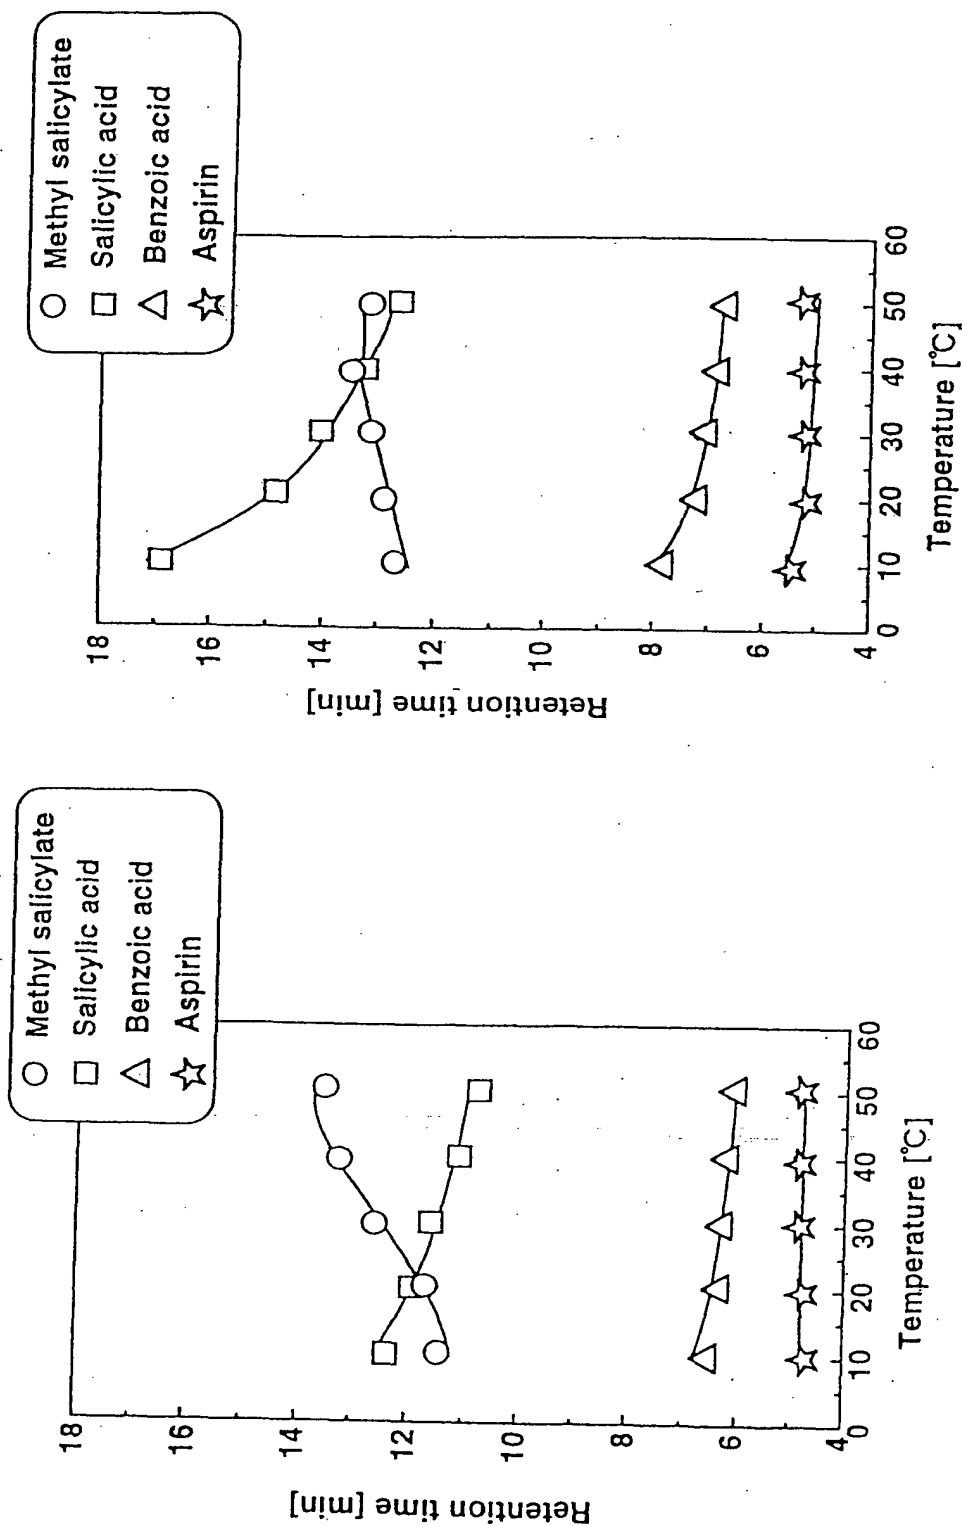 Methyl salicylate
Salicylic acid
Benzoic acid
Aspirin
Retention time [min]
18
16
14
12
10
8
6
4
0
10
20
30
40
50
60
Temperature [°C]
Methyl salicylate
Salicylic acid
Benzoic acid
Aspirin
Retention time [min]
18
16
14
12
10
8
6
4
0
10
20
30
40
50
60
Temperature [°C]